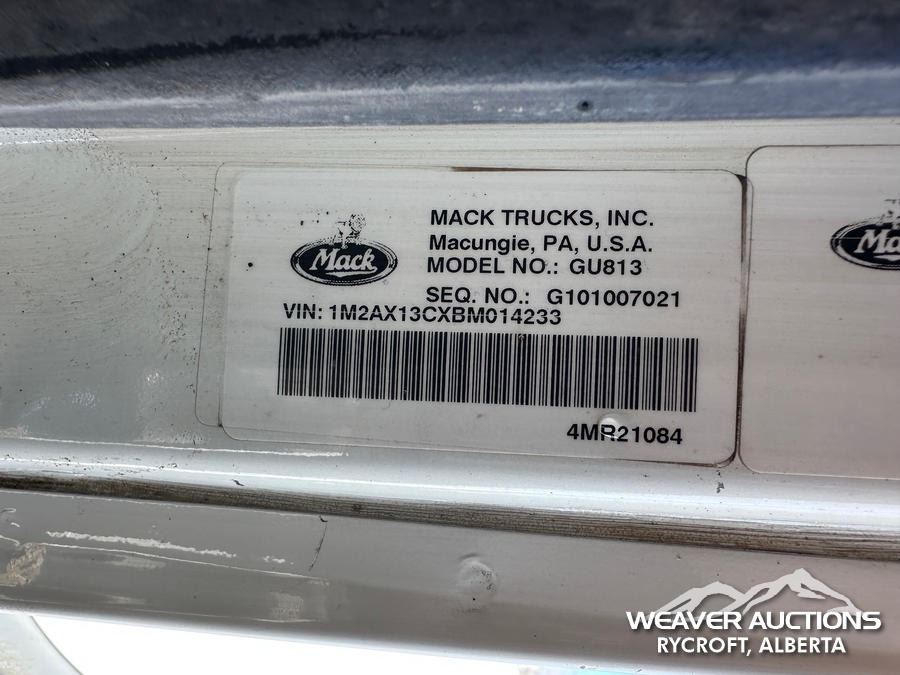 MACK TRUCKS, INC.
Macungie, PA, U.S.A.
Mack
MODEL NO.: GU813
SEQ. NO.: G101007021
VIN: 1M2AX13CXBM014233
4MR21084
WEAVER AUCTIONS
RYCROFT, ALBERTA